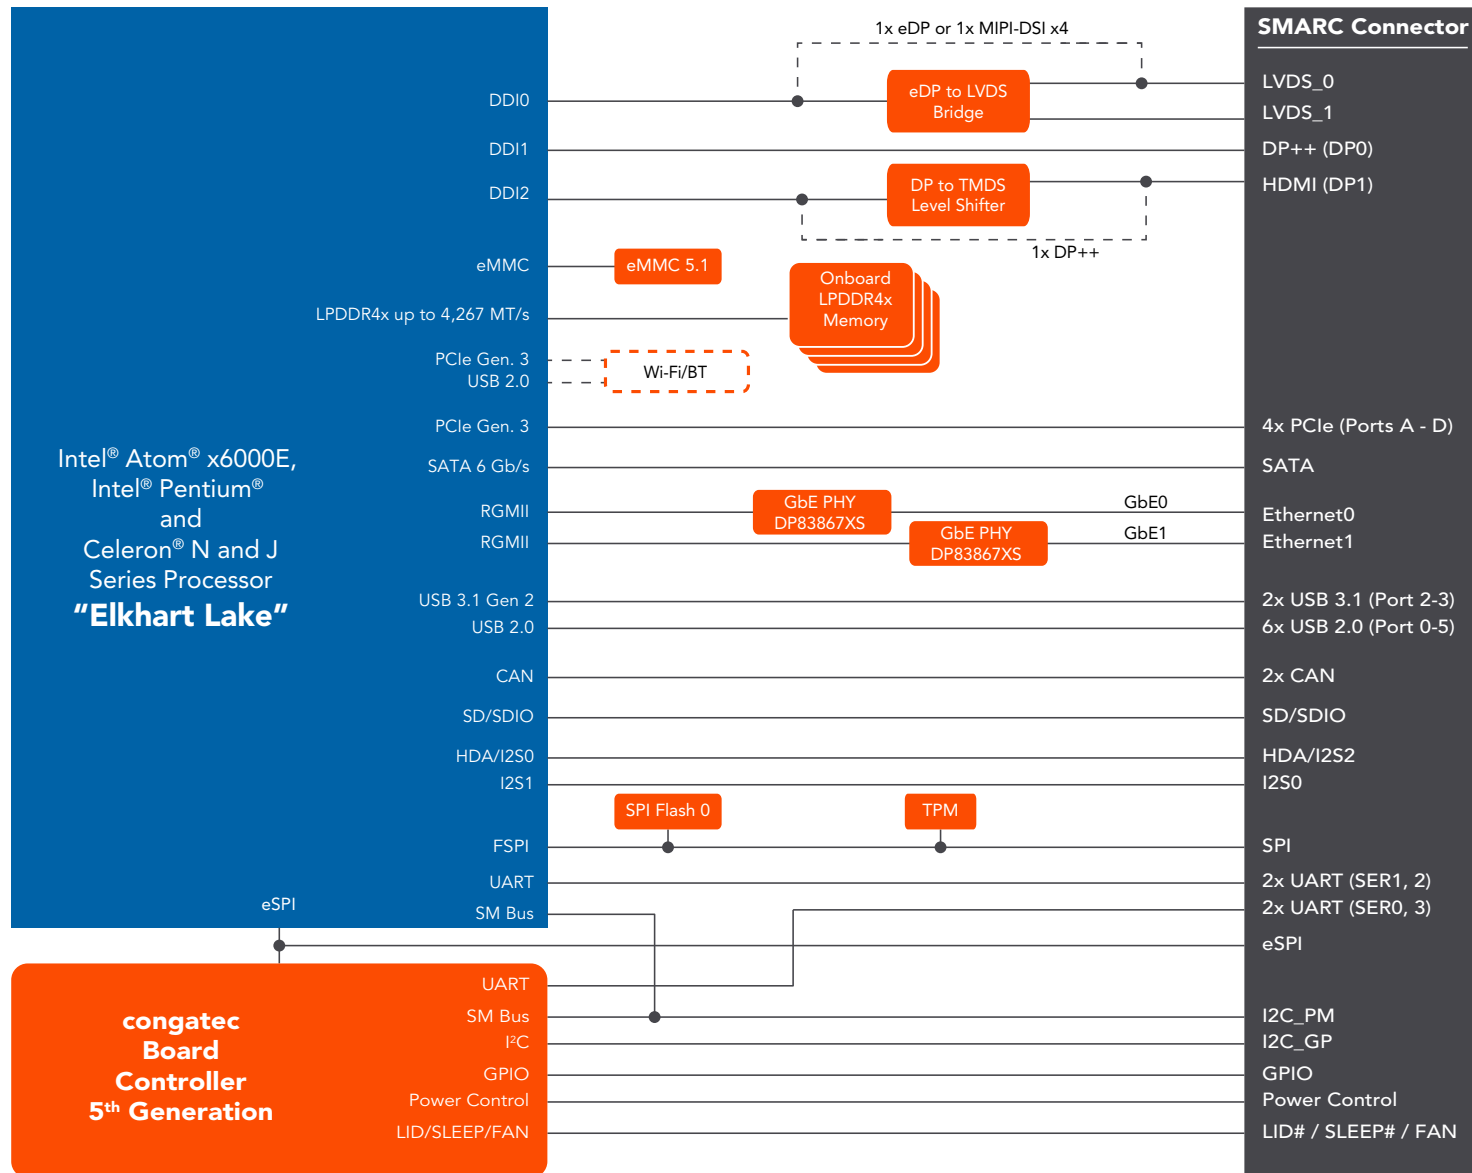 1x eDP or 1x MIPI-DSI x4
SMARC Connector
DDI0
eDP to LVDS
Bridge
LVDS_0
LVDS_1
DDI1
DP++ (DP0)
DDI2
DP to TMDS
Level Shifter
HDMI (DP1)
1x DP++
eMMC
eMMC 5.1
LPDDR4x up to 4,267 MT/s
Onboard
LPDDR4x
Memory
PCIe Gen. 3
USB 2.0
Wi-Fi/BT
PCIe Gen. 3
4x PCIe (Ports A - D)
SATA 6 Gb/s
SATA
RGMII
GbE PHY
DP83867XS
GbE0
Ethernet0
RGMII
GbE PHY
DP83867XS
GbE1
Ethernet1
Intel® Atom® x6000E,
Intel® Pentium®
and
Celeron® N and J
Series Processor
"Elkhart Lake"
USB 3.1 Gen 2
2x USB 3.1 (Port 2-3)
USB 2.0
6x USB 2.0 (Port 0-5)
CAN
2x CAN
SD/SDIO
SD/SDIO
HDA/I2S0
HDA/I2S2
I2S1
I2S0
SPI Flash 0
TPM
FSPI
SPI
UART
2x UART (SER1, 2)
eSPI
SM Bus
2x UART (SER0, 3)
eSPI
UART
SM Bus
I2C_PM
I²C
I2C_GP
GPIO
GPIO
Power Control
Power Control
LID/SLEEP/FAN
LID# / SLEEP# / FAN
congatec
Board
Controller
5th Generation